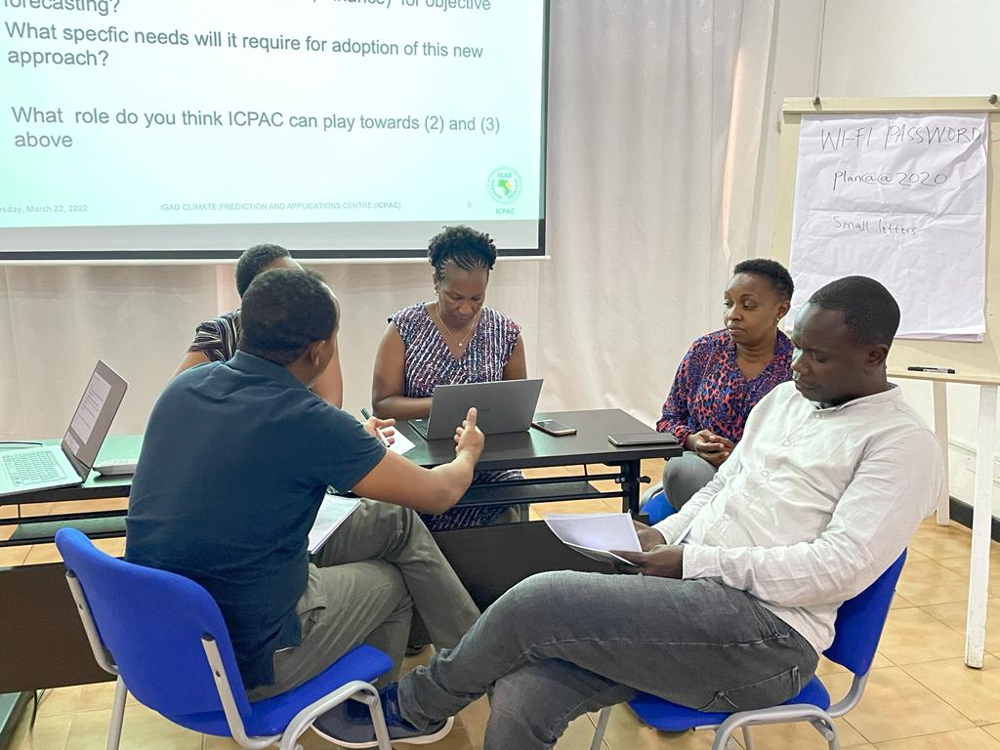 forecasting?
for objective
What specfic needs will it require for adoption of this new
approach?
What role do you think ICPAC can play towards (2) and (3)
above
esday, March 22, 2022
IGAD CLIMATE PREDICTION AND APPLICATIONS CENTRE (ICPAC)
5
IGAD
ICPAC
WI-FI PASSWORD
plan@@2020
Small letters